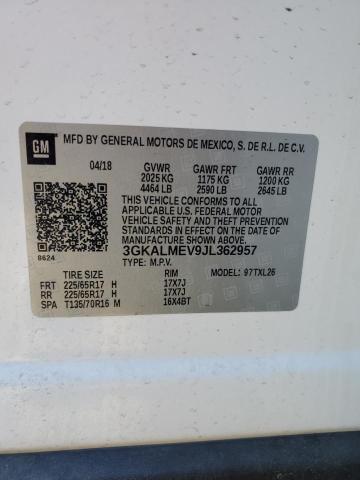 GM
MFD BY GENERAL MOTORS DE MEXICO, S. DE R.L. DE C.V.
04/18 GVWR GAWR FRT GAWR RR
2025 KG 1175 KG 1200 KG
4464 LB 2590 LB 2645 LB
THIS VEHICLE CONFORMS TO ALL
APPLICABLE U.S. FEDERAL MOTOR
VEHICLE SAFETY AND THEFT
PREVENTION STANDARDS IN EFFECT
ON THE DATE OF MANUFACTURE
SHOWN ABOVE.
8624
3GKALMEV9JL362957
TYPE: M.P.V. MODEL: 97TXL26
TIRE SIZE RIM
FRT 225/65R17 H 17X7J
RR 225/65R17 H 17X7J
SPA T135/70R16 M 16X4BT